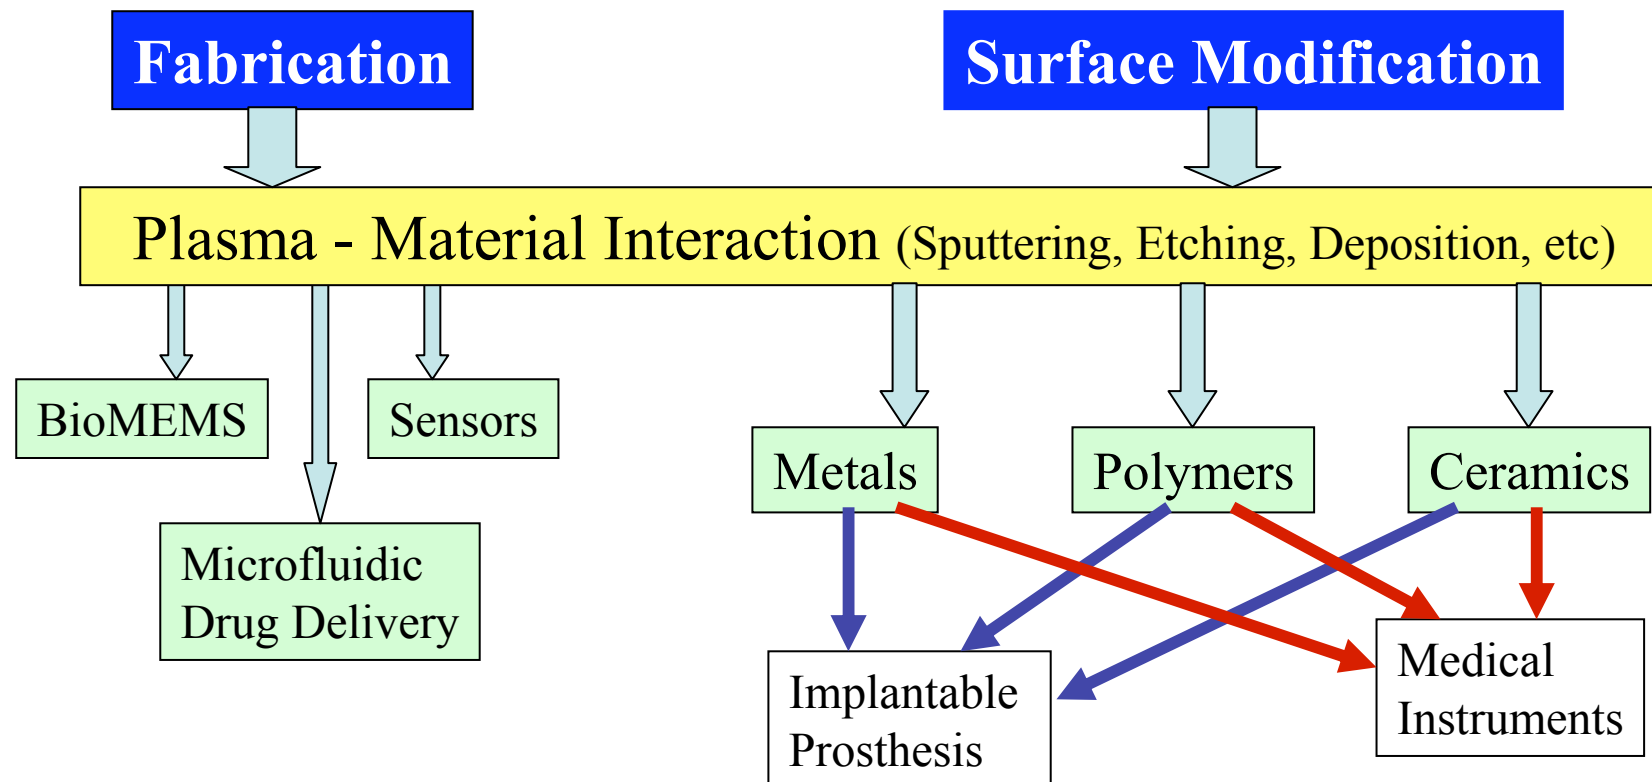 Fabrication
Surface Modification
Plasma - Material Interaction (Sputtering, Etching, Deposition, etc)
BioMEMS
Sensors
Metals
Polymers
Ceramics
Microfluidic
Drug Delivery
Implantable
Prosthesis
Medical
Instruments